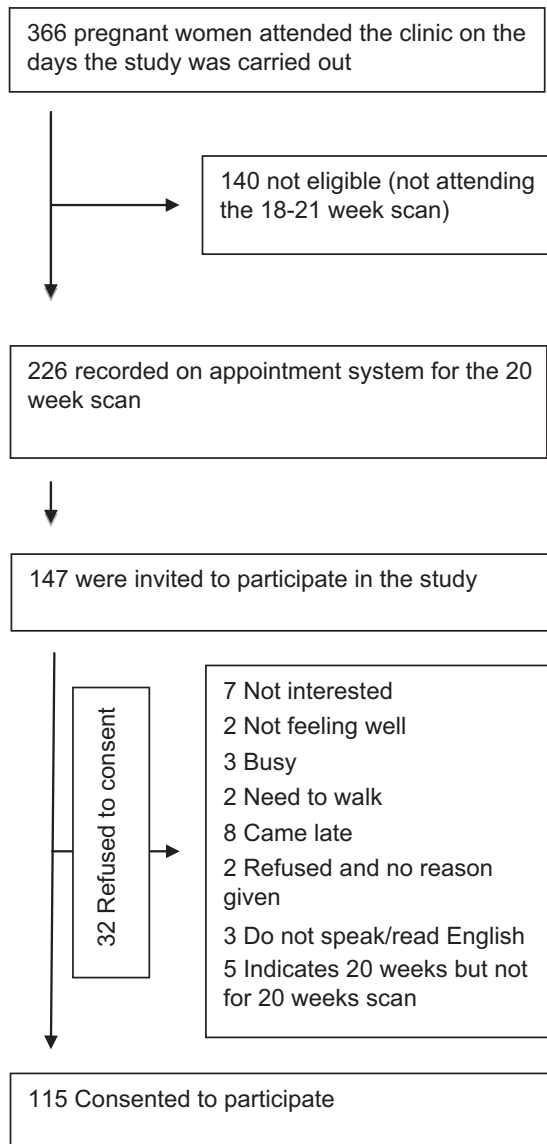 366 pregnant women attended the clinic on the
days the study was carried out
140 not eligible (not attending
the 18-21 week scan)
226 recorded on appointment system for the 20
week scan
147 were invited to participate in the study
32 Refused to consent
7 Not interested
2 Not feeling well
3 Busy
2 Need to walk
8 Came late
2 Refused and no reason
given
3 Do not speak/read English
5 Indicates 20 weeks but not
for 20 weeks scan
115 Consented to participate